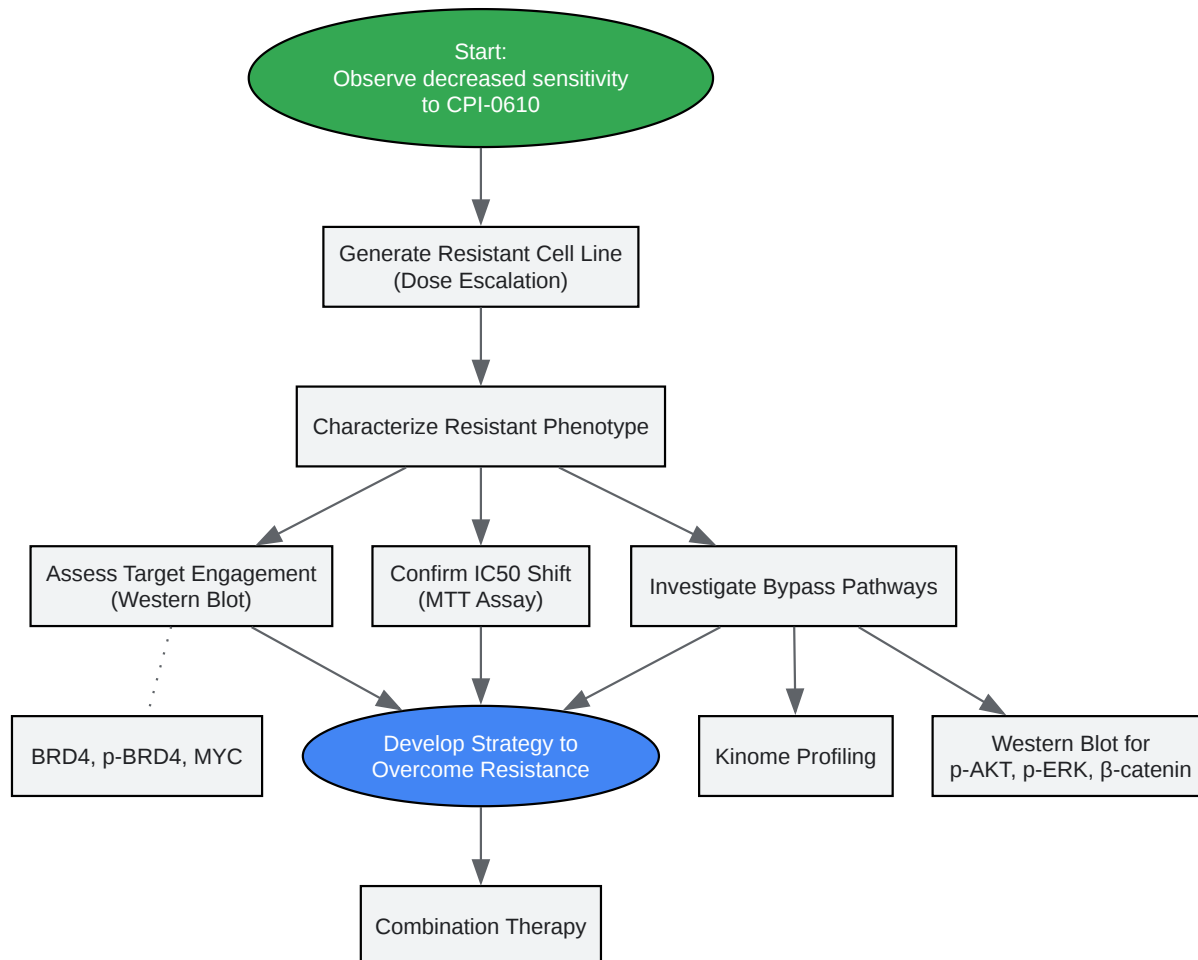 Start:
Observe decreased sensitivity
to CPI-0610
Generate Resistant Cell Line
(Dose Escalation)
Characterize Resistant Phenotype
Assess Target Engagement
(Western Blot)
Confirm IC50 Shift
(MTT Assay)
Investigate Bypass Pathways
BRD4, p-BRD4, MYC
Develop Strategy to
Overcome Resistance
Kinome Profiling
Western Blot for
p-AKT, p-ERK, β-catenin
Combination Therapy